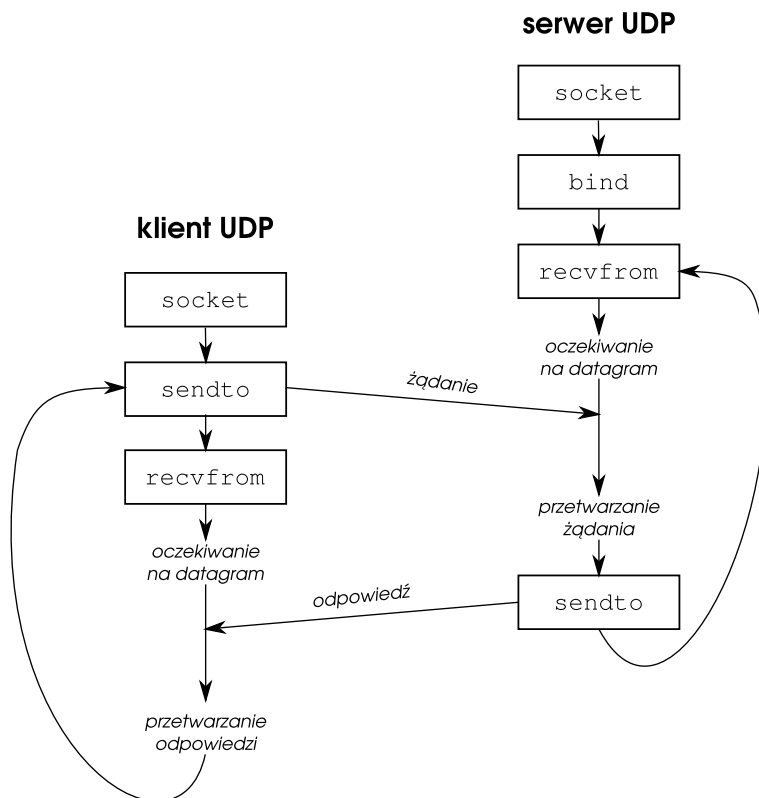 serwer UDP
socket
bind
recvfrom
oczekiwanie
na datagram
przetwarzanie
żądania
sendto
klient UDP
socket
sendto
żądanie
recvfrom
oczekiwanie
na datagram
odpowiedź
przetwarzanie
odpowiedzi